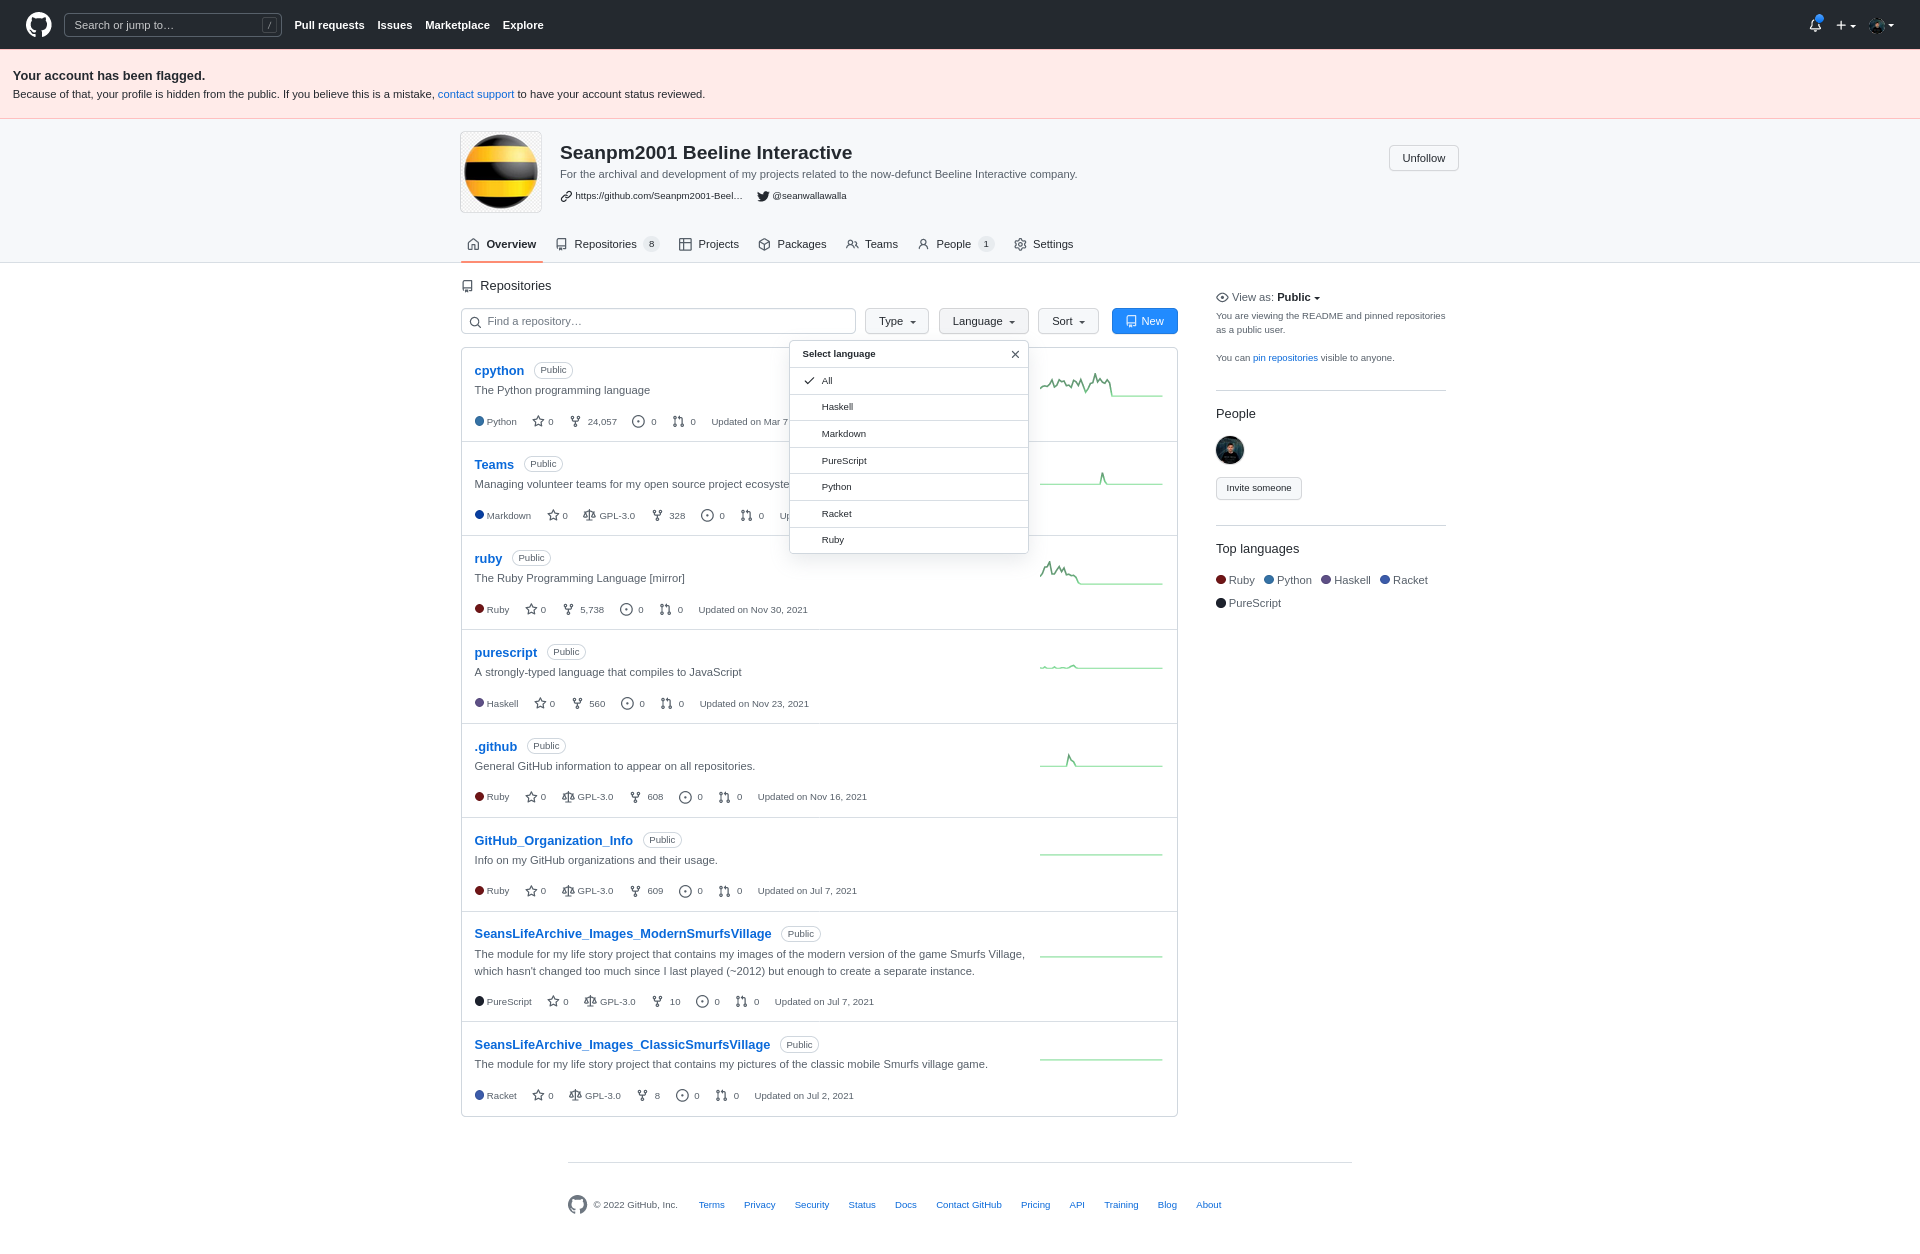 Search or jump to… /
Pull requests Issues Marketplace Explore
Your account has been flagged.
Because of that, your profile is hidden from the public. If you believe this is a mistake, contact support to have your account status reviewed.
Seanpm2001 Beeline Interactive
Unfollow
For the archival and development of my projects related to the now-defunct Beeline Interactive company.
https://github.com/Seanpm2001-Beel… @seanwallawalla
Overview Repositories 8 Projects Packages Teams People 1 Settings
Repositories
Find a repository… Type Language Sort New
Select language
All
Haskell
Markdown
PureScript
Python
Racket
Ruby
cpython Public
The Python programming language
Python 0 24,057 0 0 Updated on Mar 7
Teams Public
Managing volunteer teams for my open source project ecosyste
Markdown 0 GPL-3.0 328 0 0
ruby Public
The Ruby Programming Language [mirror]
Ruby 0 5,738 0 0 Updated on Nov 30, 2021
purescript Public
A strongly-typed language that compiles to JavaScript
Haskell 0 560 0 0 Updated on Nov 23, 2021
.github Public
General GitHub information to appear on all repositories.
Ruby 0 GPL-3.0 608 0 0 Updated on Nov 16, 2021
GitHub_Organization_Info Public
Info on my GitHub organizations and their usage.
Ruby 0 GPL-3.0 609 0 0 Updated on Jul 7, 2021
SeansLifeArchive_Images_ModernSmurfsVillage Public
The module for my life story project that contains my images of the modern version of the game Smurfs Village,
which hasn't changed too much since I last played (~2012) but enough to create a separate instance.
PureScript 0 GPL-3.0 10 0 0 Updated on Jul 7, 2021
SeansLifeArchive_Images_ClassicSmurfsVillage Public
The module for my life story project that contains my pictures of the classic mobile Smurfs village game.
Racket 0 GPL-3.0 8 0 0 Updated on Jul 2, 2021
View as: Public
You are viewing the README and pinned repositories
as a public user.
You can pin repositories visible to anyone.
People
Invite someone
Top languages
Ruby Python Haskell Racket
PureScript
© 2022 GitHub, Inc. Terms Privacy Security Status Docs Contact GitHub Pricing API Training Blog About